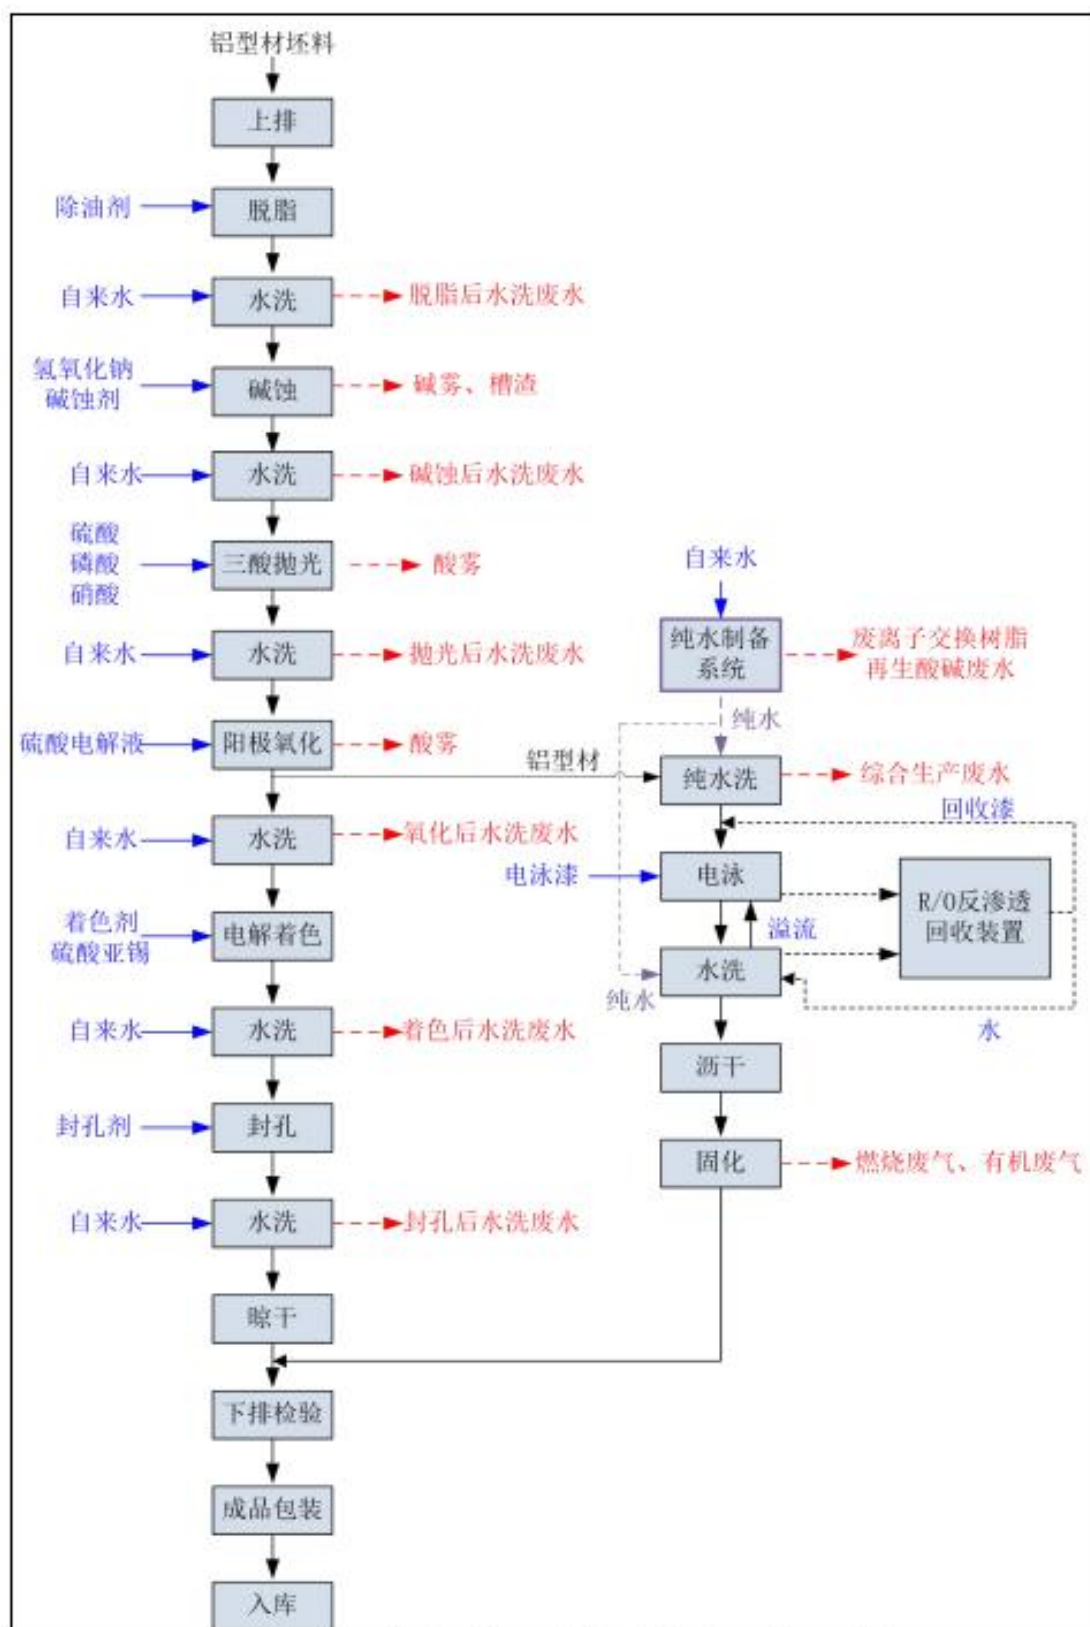 铝型材坯料
上排
除油剂
脱脂
自来水
水洗
脱脂后水洗废水
氢氧化钠
碱蚀剂
碱蚀
碱雾、槽渣
自来水
水洗
碱蚀后水洗废水
硫酸
磷酸
硝酸
三酸抛光
酸雾
自来水
水洗
抛光后水洗废水
硫酸电解液
阳极氧化
酸雾
铝型材
自来水
水洗
氧化后水洗废水
着色剂
硫酸亚锡
电解着色
自来水
水洗
着色后水洗废水
封孔剂
封孔
自来水
水洗
封孔后水洗废水
晾干
下排检验
成品包装
入库
自来水
纯水制备
系统
废离子交换树脂
再生酸碱废水
纯水
纯水洗
综合生产废水
回收漆
电泳漆
电泳
R/O反渗透
回收装置
溢流
水洗
纯水
水
沥干
固化
燃烧废气、有机废气